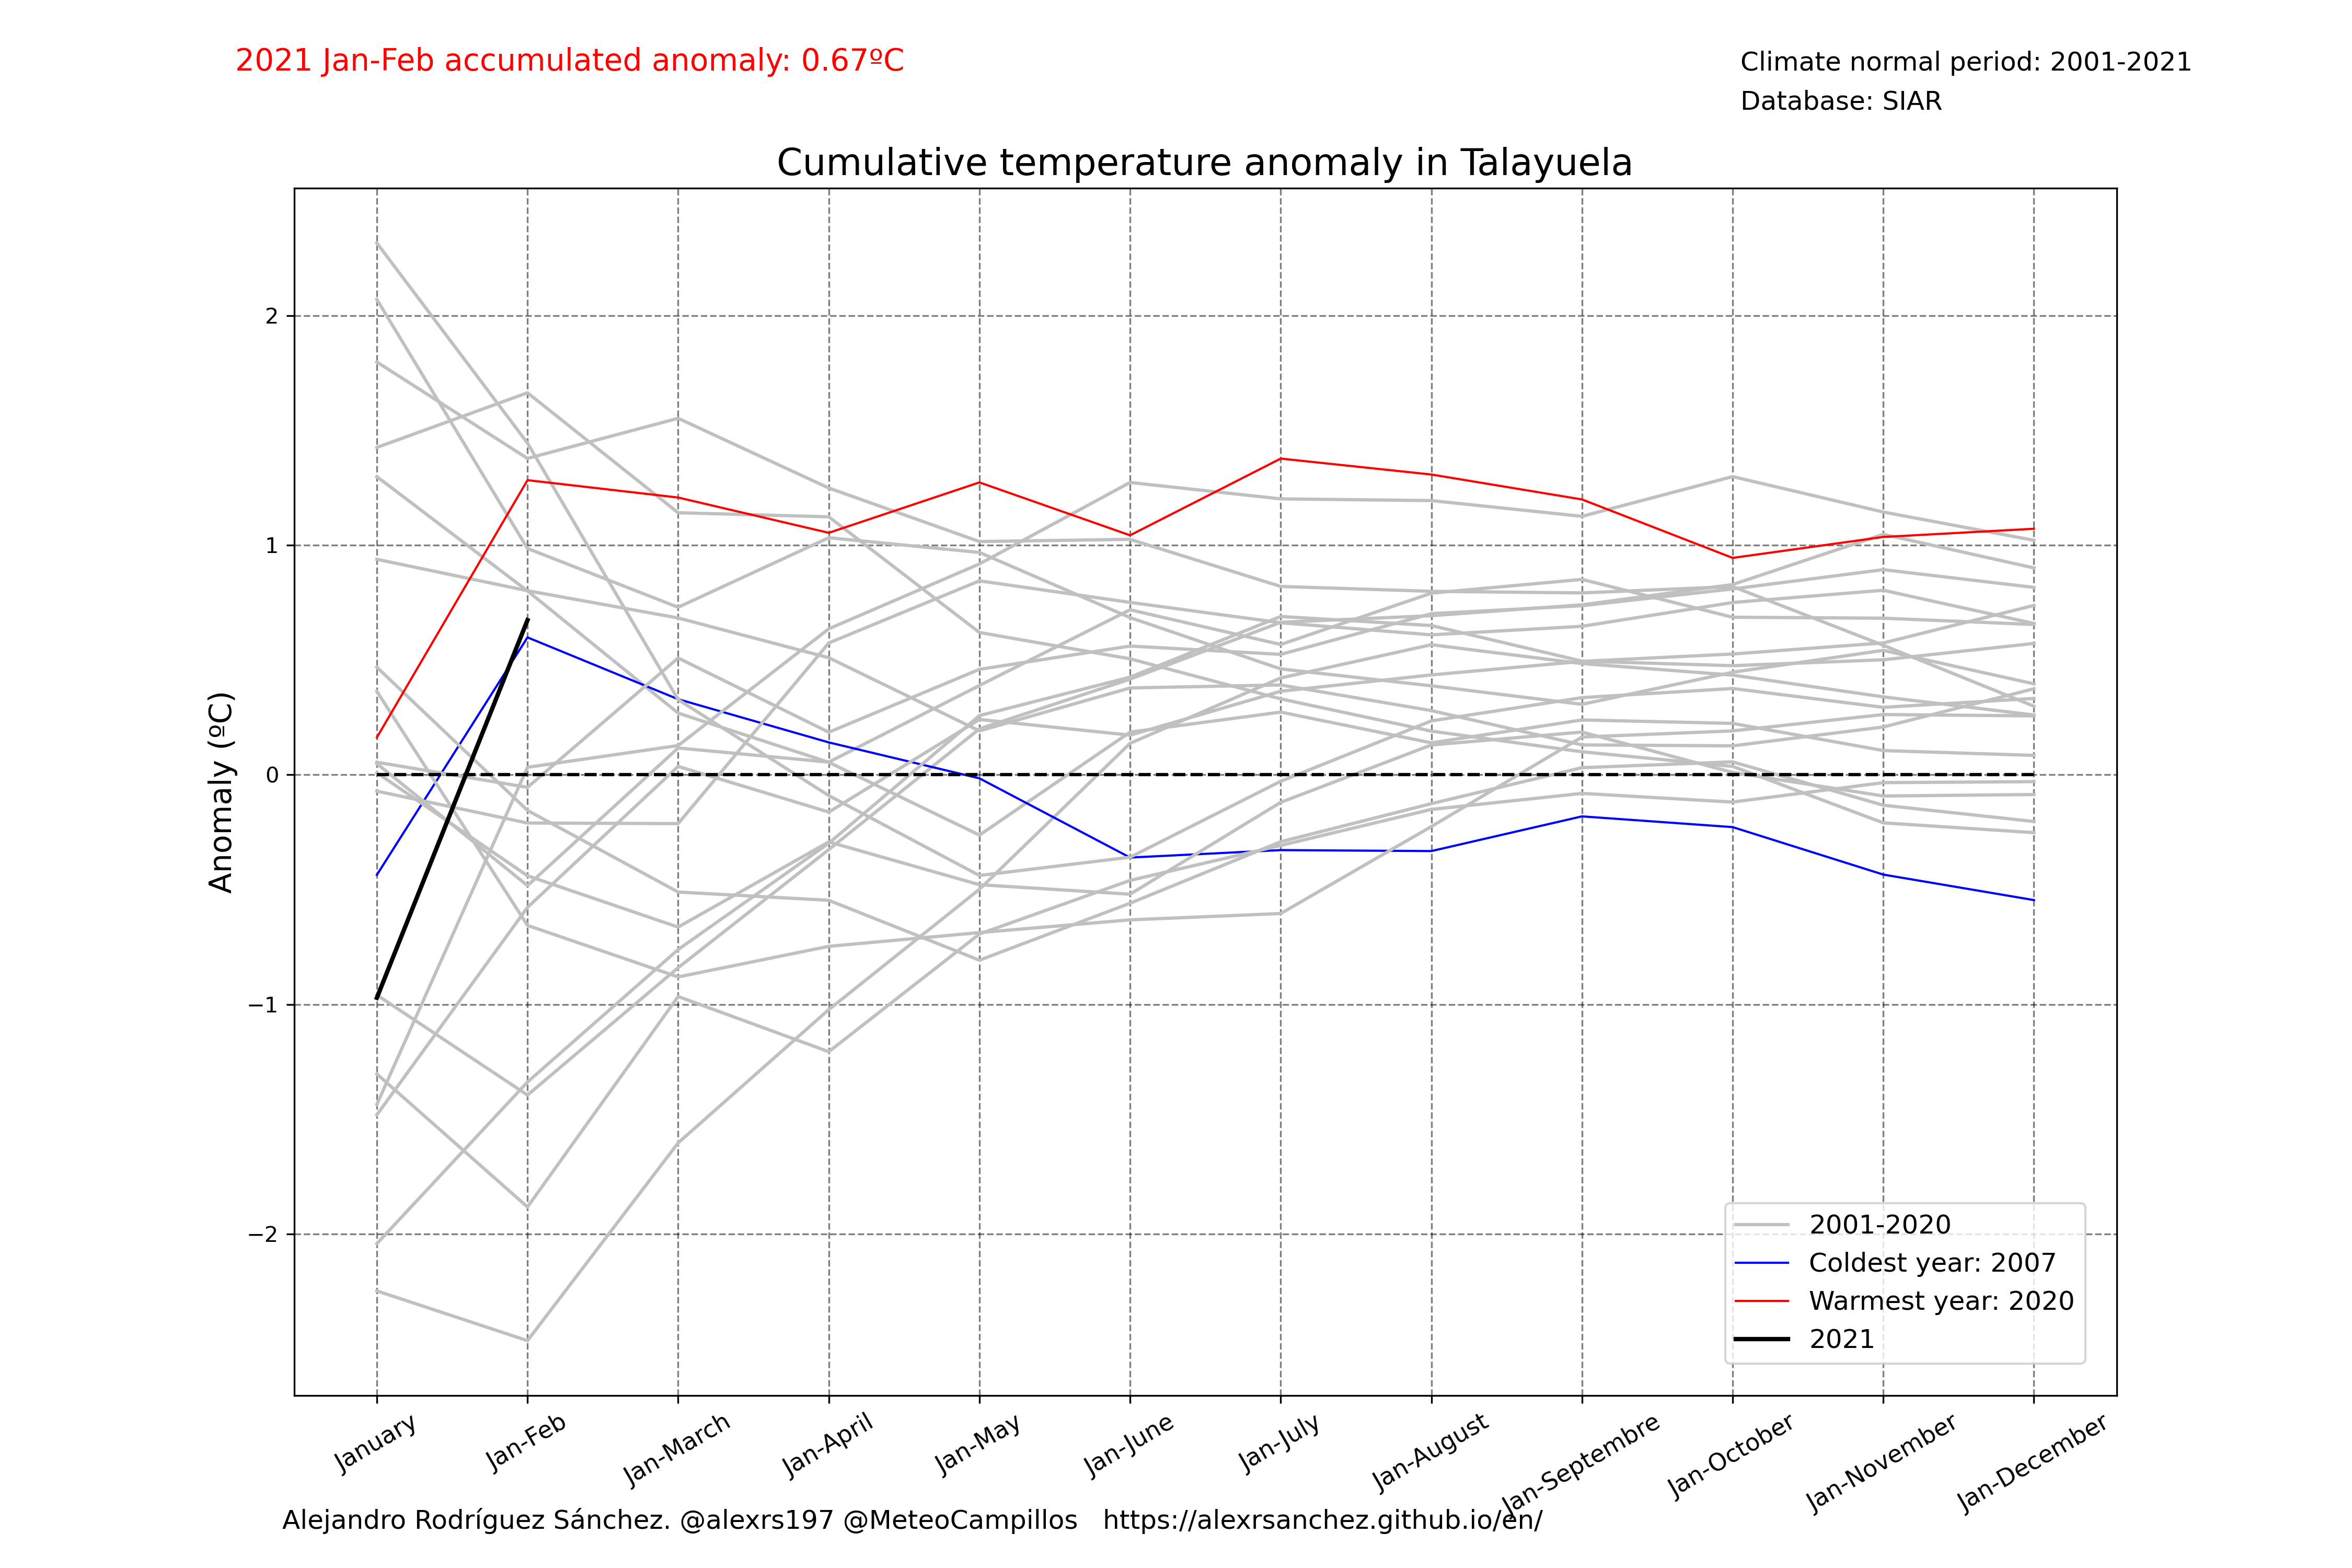 2021 Jan-Feb accumulated anomaly: 0.67ºC
Climate normal period: 2001-2021
Database: SIAR
Cumulative temperature anomaly in Talayuela
Anomaly (ºC)
2
1
0
−1
−2
2001-2020
Coldest year: 2007
Warmest year: 2020
2021
January
Jan-Feb
Jan-March
Jan-April
Jan-May
Jan-June
Jan-July
Jan-August
Jan-Septembre
Jan-October
Jan-November
Jan-December
Alejandro Rodríguez Sánchez. @alexrs197 @MeteoCampillos   https://alexrsanchez.github.io/en/